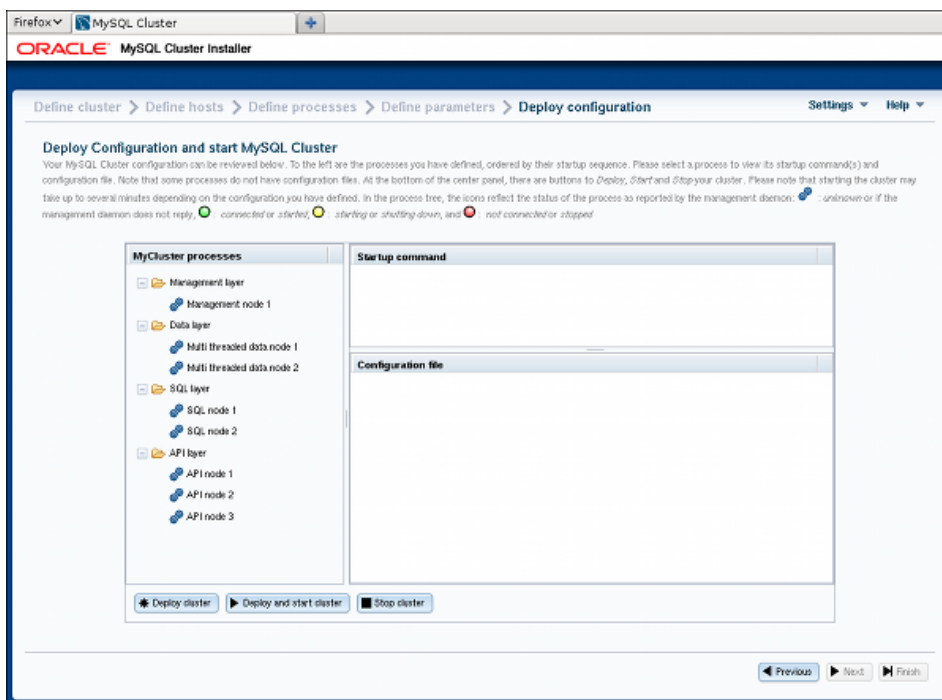 Firefox MySQL Cluster
ORACLE MySQL Cluster Installer
Define cluster > Define hosts > Define processes > Define parameters > Deploy configuration Settings Help
Deploy Configuration and start MySQL Cluster
Your MySQL Cluster configuration can be reviewed below. To the left are the processes you have defined, ordered by their startup sequence. Please select a process to view its startup command(s) and
configuration file. Note that some processes do not have configuration files. At the bottom of the center panel, there are buttons to Deploy, Start and Stop your cluster. Please note that starting the cluster may
take up to several minutes depending on the configuration you have defined. In the process tree, the icons reflect the status of the process as reported by the management daemon: : unknown or if the
management daemon does not reply, : connected or started, : starting or shutting down, and : not connected or stopped
MyCluster processes
Management layer
Management node 1
Data layer
Multi threaded data node 1
Multi threaded data node 2
SQL layer
SQL node 1
SQL node 2
API layer
API node 1
API node 2
API node 3
Startup command
Configuration file
Deploy cluster Deploy and start cluster Stop cluster
Previous Next Finish